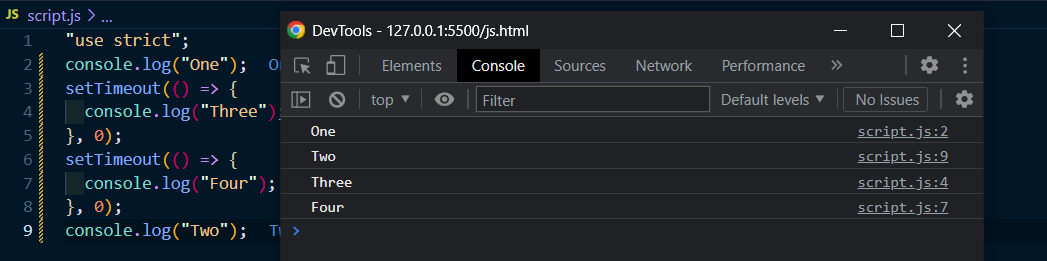 JS script.js > ...
1 "use strict";
2 console.log("One");
3 setTimeout(() => {
4 console.log("Three")
5 }, 0);
6 setTimeout(() => {
7 console.log("Four");
8 }, 0);
9 console.log("Two");
DevTools - 127.0.0.1:5500/js.html
Elements Console Sources Network Performance »
top ▼ Filter Default levels ▼ No Issues
One script.js:2
Two script.js:9
Three script.js:4
Four script.js:7
>